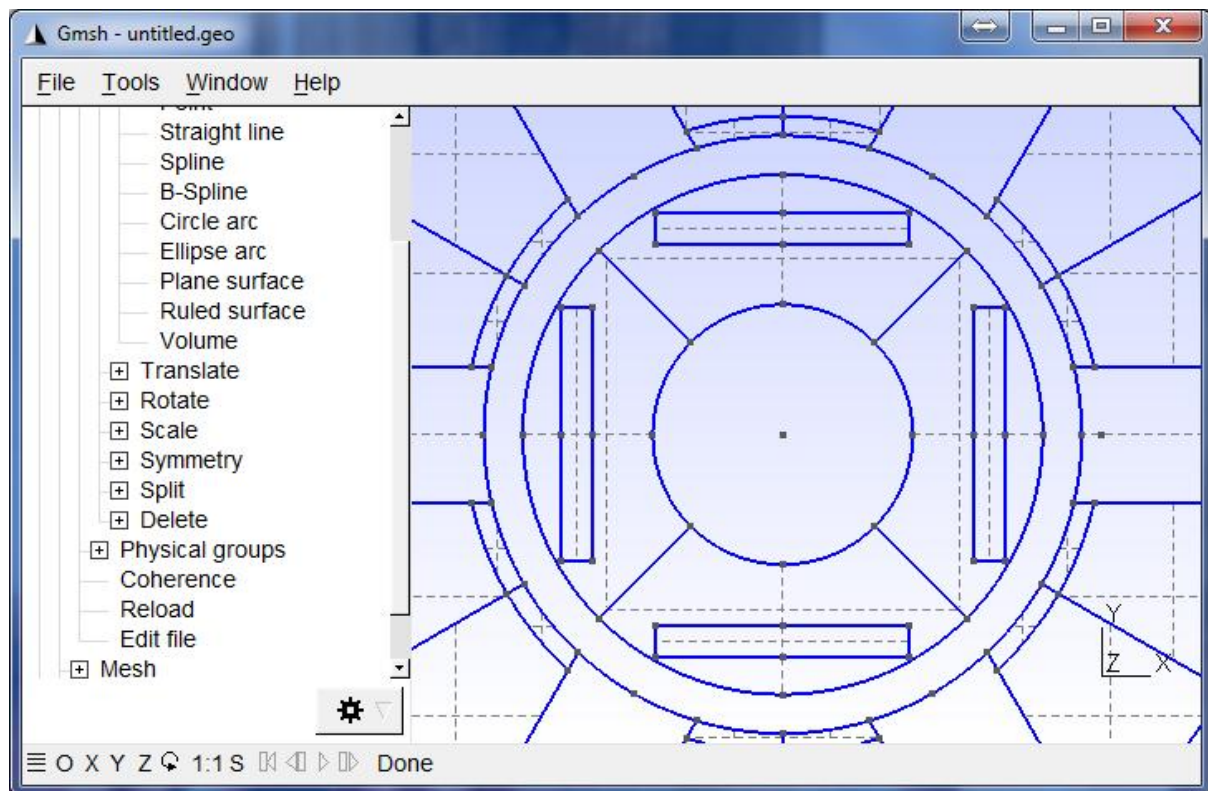 Gmsh - untitled.geo
File Tools Window Help
Point
Straight line
Spline
B-Spline
Circle arc
Ellipse arc
Plane surface
Ruled surface
Volume
Translate
Rotate
Scale
Symmetry
Split
Delete
Physical groups
Coherence
Reload
Edit file
Mesh
Y
Z X
O X Y Z 1:1 S Done